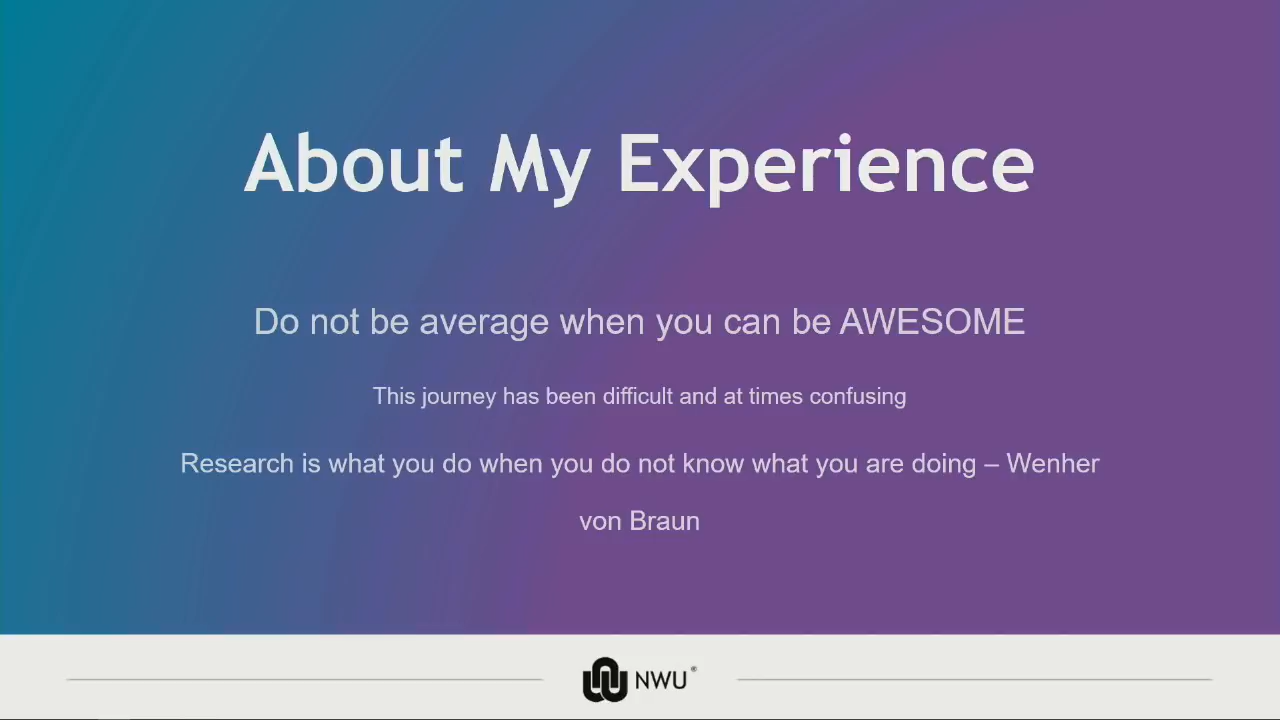 About My Experience
Do not be average when you can be AWESOME
This journey has been difficult and at times confusing
Research is what you do when you do not know what you are doing – Wenher
von Braun
NWU®